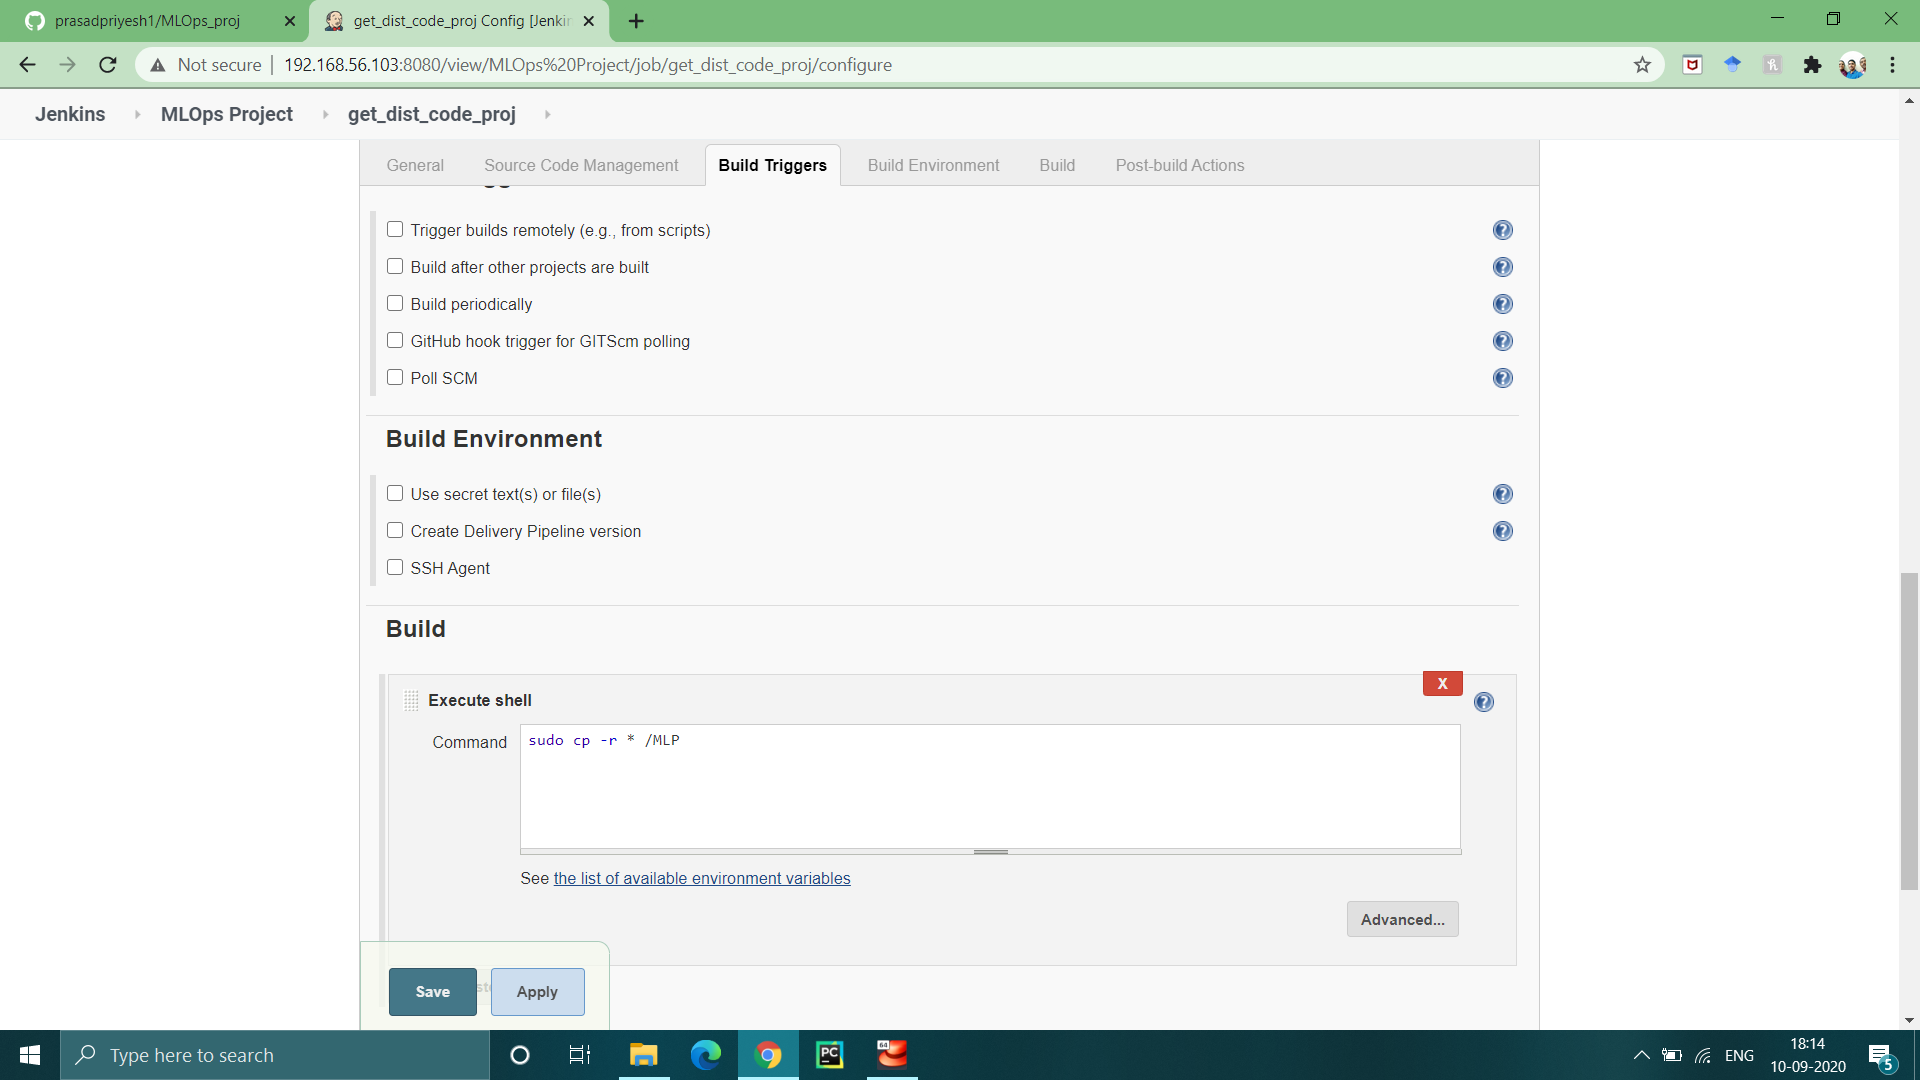 prasadpriyesh1/MLOps_proj
get_dist_code_proj Config [Jenki
Not secure | 192.168.56.103:8080/view/MLOps%20Project/job/get_dist_code_proj/configure
Jenkins MLOps Project get_dist_code_proj
General Source Code Management Build Triggers Build Environment Build Post-build Actions
Trigger builds remotely (e.g., from scripts)
Build after other projects are built
Build periodically
GitHub hook trigger for GITScm polling
Poll SCM
Build Environment
Use secret text(s) or file(s)
Create Delivery Pipeline version
SSH Agent
Build
X
Execute shell
Command
sudo cp -r * /MLP
See the list of available environment variables
Advanced...
Save Apply
Type here to search
PC
64
ENG
18:14
10-09-2020
5